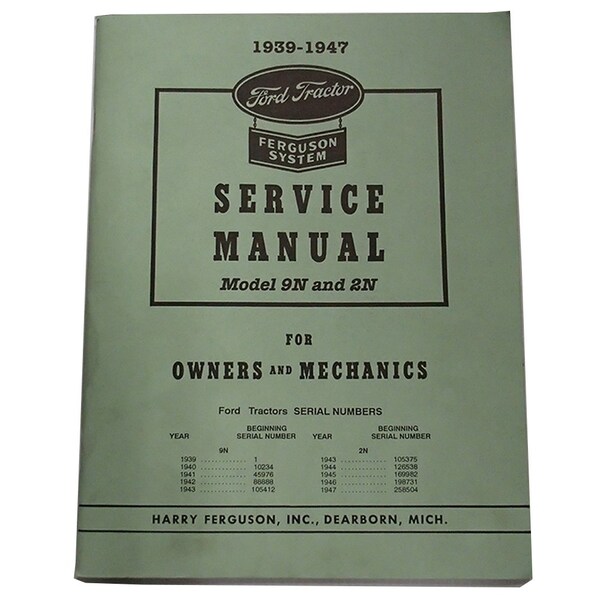 1939-1947
Ford Tractor
FERGUSON
SYSTEM
SERVICE
MANUAL
Model 9N and 2N
FOR
OWNERS AND MECHANICS
Ford Tractors SERIAL NUMBERS
YEAR BEGINNING SERIAL NUMBER YEAR BEGINNING SERIAL NUMBER
9N 2N
1939 ............ 1 1943 ............ 105375
1940 ............ 10234 1944 ............ 126538
1941 ............ 45976 1945 ............ 169982
1942 ............ 88888 1946 ............ 198731
1943 ............ 105412 1947 ............ 258504
HARRY FERGUSON, INC., DEARBORN, MICH.